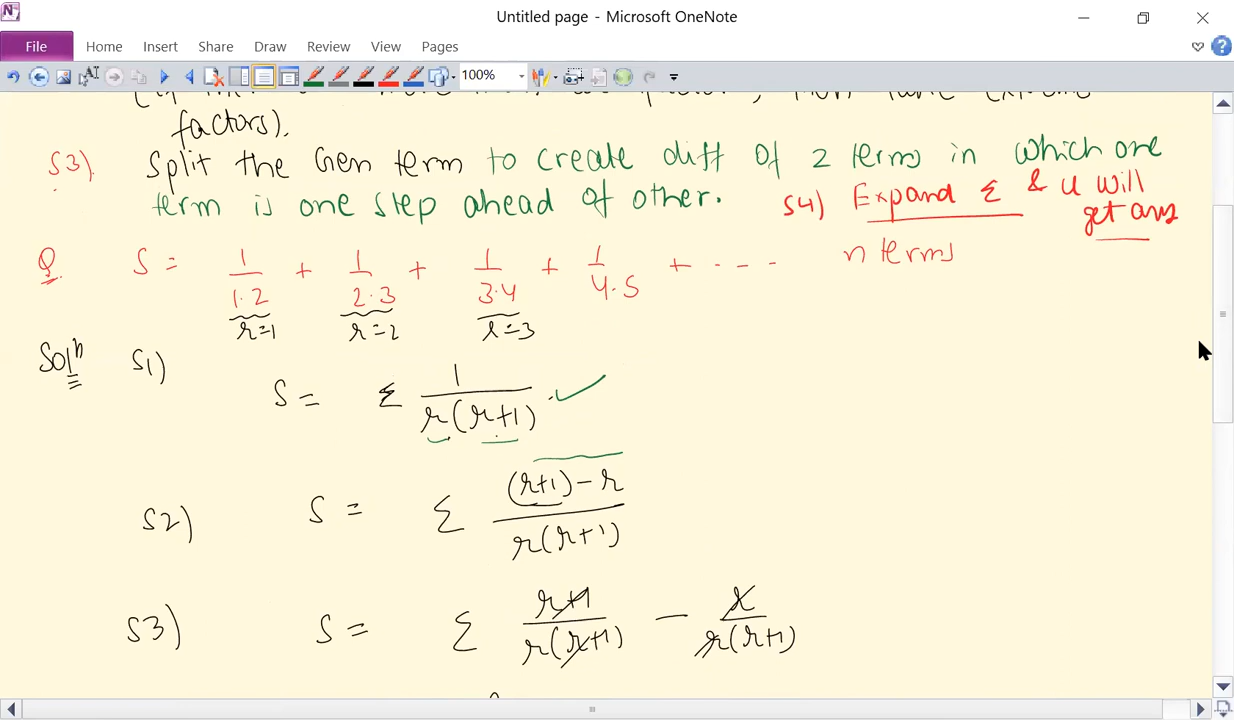 Untitled page - Microsoft OneNote
File Home Insert Share Draw Review View Pages
100%
factors).
S3). Split the Gen term to create diff of 2 terms in which one
term is one step ahead of other. S4) Expand Σ & u will
get ans
Q. S = 1/1·2 + 1/2·3 + 1/3·4 + 1/4·5 + ---- n terms
r=1 r=2 r=3
Solⁿ S1) S = Σ 1/r(r+1)
S2) S = Σ (r+1)-r/r(r+1)
S3) S = Σ r+1/r(r+1) - r/r(r+1)